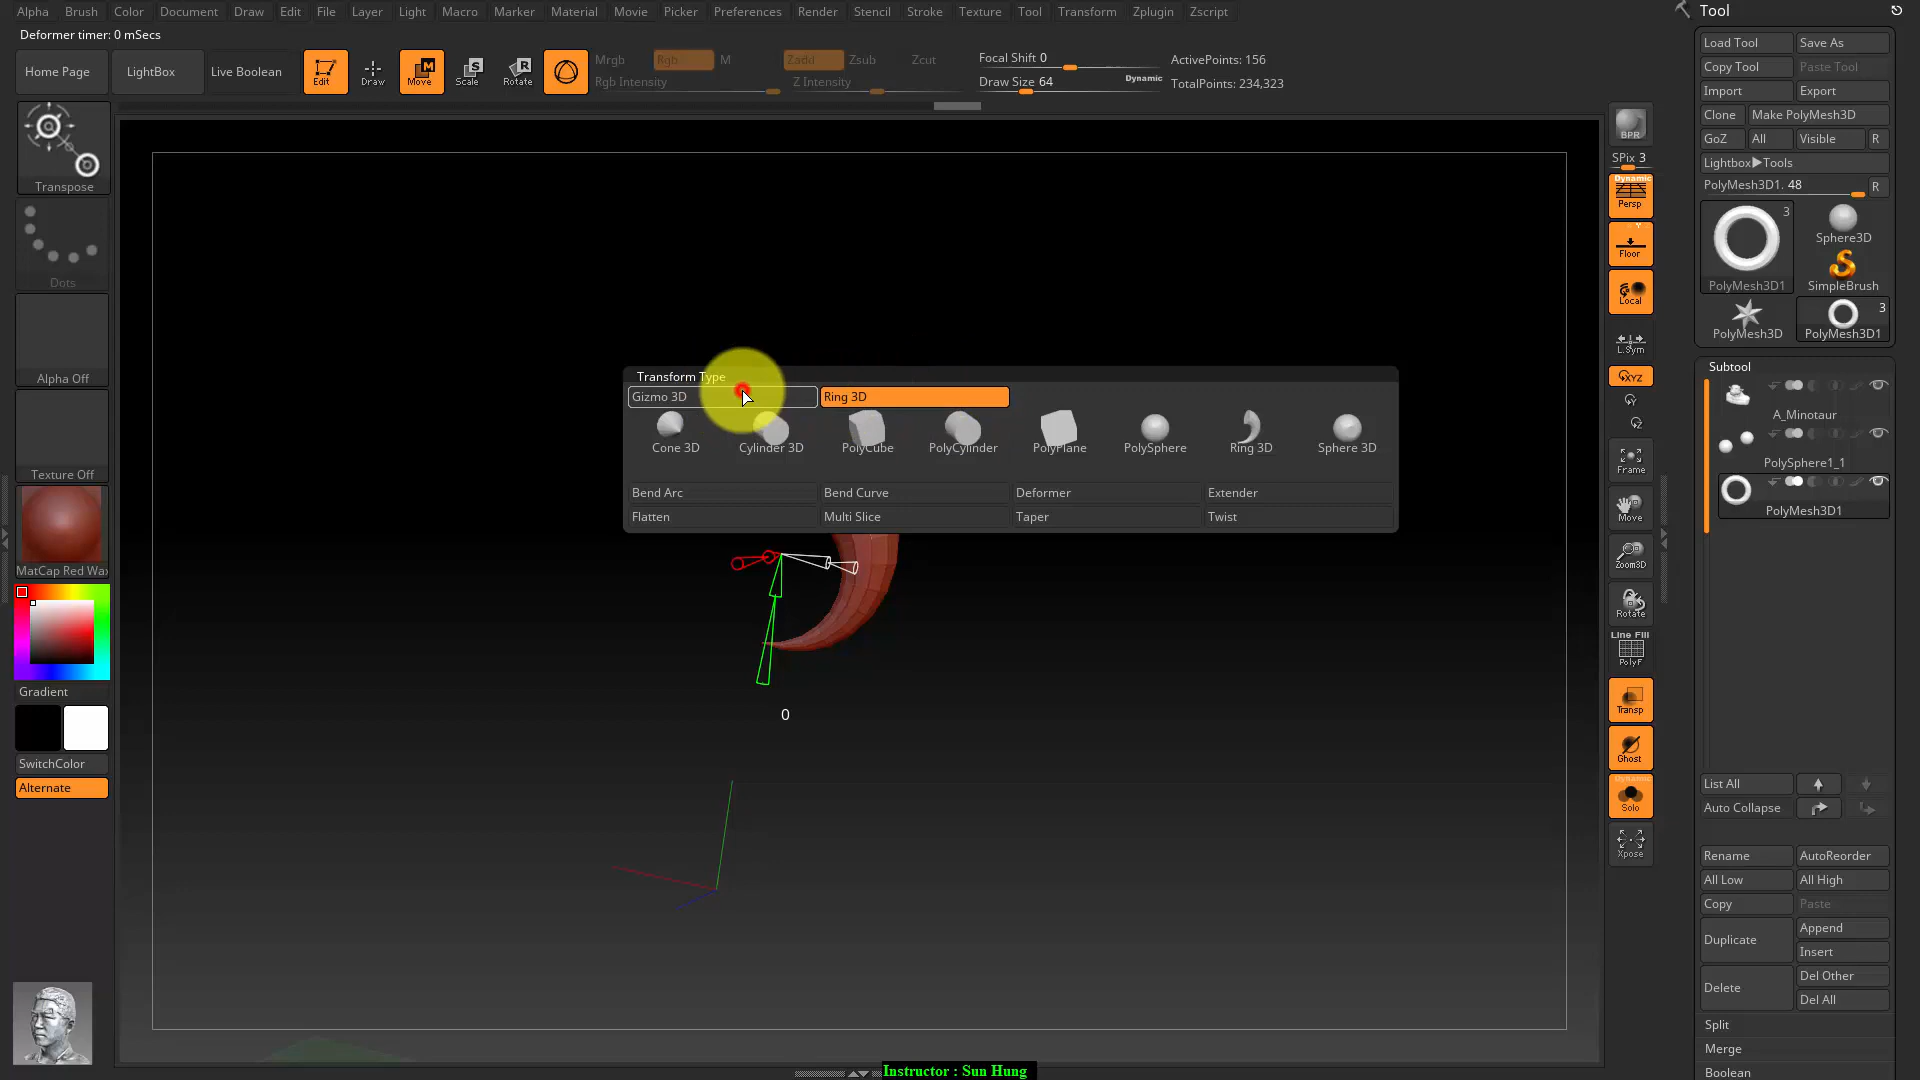 Alpha Brush Color Document Draw Edit File Layer Light Macro Marker Material Movie Picker Preferences Render Stencil Stroke Texture Tool Transform Zplugin Zscript
Tool
Deformer timer: 0 mSecs
Home Page
LightBox
Live Boolean
Edit
Draw
Move
Scale
Rotate
Mrgb Rgb M
Rgb Intensity
Zadd Zsub Zcut
Z Intensity
Focal Shift 0
Draw Size 64
Dynamic
ActivePoints: 156
TotalPoints: 234,323
Load Tool Save As
Copy Tool Paste Tool
Import Export
Clone Make PolyMesh3D
GoZ All Visible R
Lightbox▶Tools
PolyMesh3D1. 48 R
3
Sphere3D
PolyMesh3D1 SimpleBrush
3
PolyMesh3D PolyMesh3D1
Subtool
A_Minotaur
PolySphere1_1
PolyMesh3D1
List All
Auto Collapse
Rename AutoReorder
All Low All High
Copy Paste
Duplicate Append
Insert
Delete Del Other
Del All
Split
Merge
Boolean
Transpose
Dots
Alpha Off
Texture Off
MatCap Red Wax
Gradient
SwitchColor
Alternate
BPR
SPix 3
Dynamic
Persp
Floor
Local
L.Sym
XYZ
Y
Z
Frame
Move
Zoom3D
Rotate
Line Fill
PolyF
Transp
Ghost
Dynamic
Solo
Xpose
Transform Type
Gizmo 3D Ring 3D
Cone 3D Cylinder 3D PolyCube PolyCylinder PolyPlane PolySphere Ring 3D Sphere 3D
Bend Arc Bend Curve Deformer Extender
Flatten Multi Slice Taper Twist
0
Instructor : Sun Hung